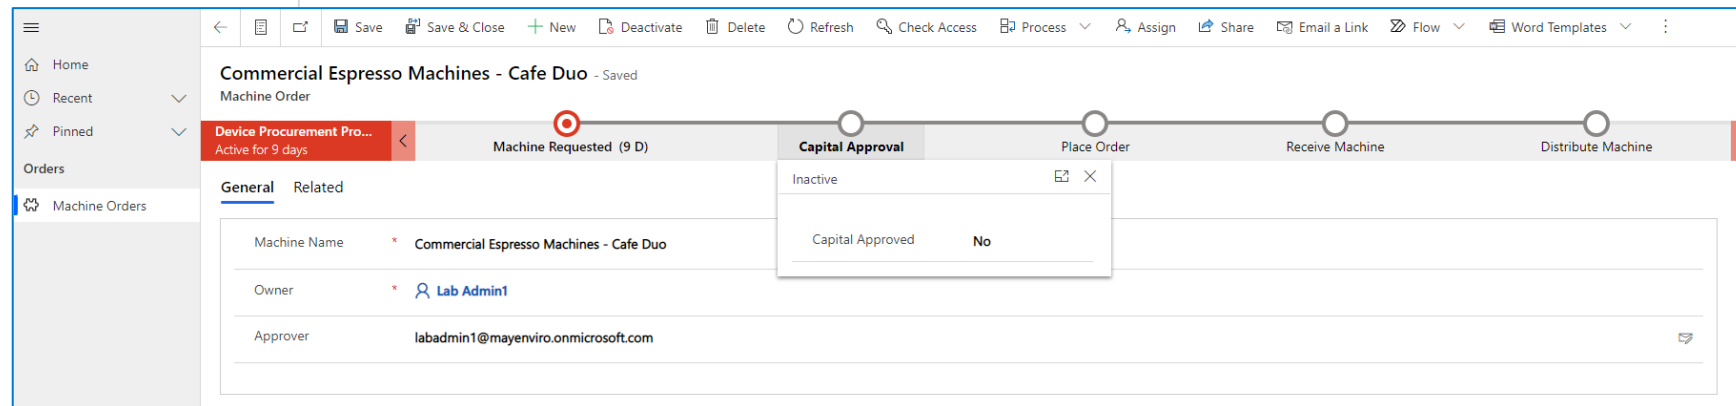 Save Save & Close New Deactivate Delete Refresh Check Access Process Assign Share Email a Link Flow Word Templates
Home
Recent
Pinned
Orders
Machine Orders
Commercial Espresso Machines - Cafe Duo - Saved
Machine Order
Device Procurement Pro...
Active for 9 days
Machine Requested (9 D)
Capital Approval
Place Order
Receive Machine
Distribute Machine
Inactive
Capital Approved No
General Related
Machine Name * Commercial Espresso Machines - Cafe Duo
Owner * Lab Admin1
Approver labadmin1@mayenviro.onmicrosoft.com